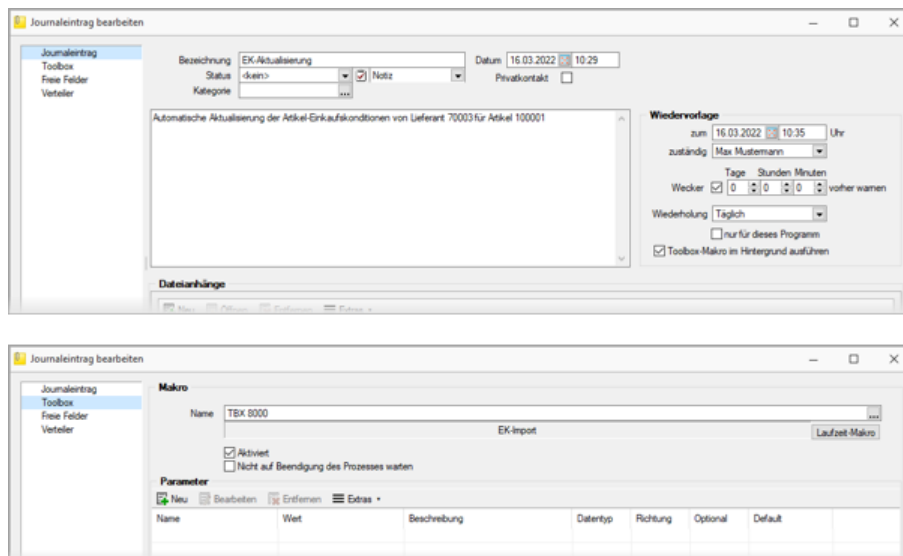 Journaleintrag bearbeiten
Journaleintrag
Toolbox
Freie Felder
Verteiler
Bezeichnung EK-Aktualisierung Datum 16.03.2022 10:29
Status <kein> Notiz Privatkontakt
Kategorie ...
Automatische Aktualisierung der Artikel-Einkaufskonditionen von Lieferant 70003 für Artikel 100001
Wiedervorlage
zum 16.03.2022 10:35 Uhr
zuständig Max Mustermann
Tage Stunden Minuten
Wecker 0 0 0 vorher warnen
Wiederholung Täglich
nur für dieses Programm
Toolbox-Makro im Hintergrund ausführen
Dateianhänge
Neu Öffnen Entfernen Extras
Journaleintrag bearbeiten
Journaleintrag
Toolbox
Freie Felder
Verteiler
Makro
Name TBX 8000 ...
EK-Import Laufzeit-Makro
Aktiviert
Nicht auf Beendigung des Prozesses warten
Parameter
Neu Bearbeiten Entfernen Extras
Name Wert Beschreibung Datentyp Richtung Optional Default